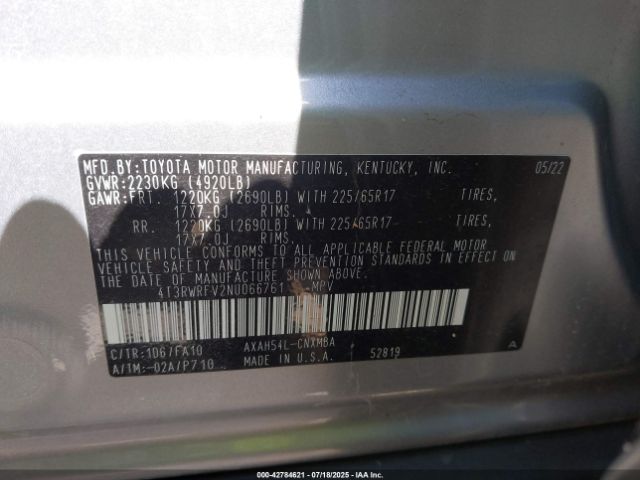 MFD.BY:TOYOTA MOTOR MANUFACTURING, KENTUCKY, INC. 05/22
GVWR:2230KG (4920LB)
GAWR:FRT. 1220KG (2690LB) WITH 225/65R17 TIRES,
17X7.0J RIMS.
RR. 1220KG (2690LB) WITH 225/65R17 TIRES,
17X7.0J RIMS.
THIS VEHICLE CONFORMS TO ALL APPLICABLE FEDERAL MOTOR
VEHICLE SAFETY AND THEFT PREVENTION STANDARDS IN EFFECT ON
THE DATE OF MANUFACTURE SHOWN ABOVE.
4T3RWRFV2NU066761 MPV
C/TR:1067/FA10 AXAH54L-CNXMBA
A/TM:-02A/P710 MADE IN U.S.A. 52819 A
000-42784621 - 07/18/2025 - IAAI - Copart